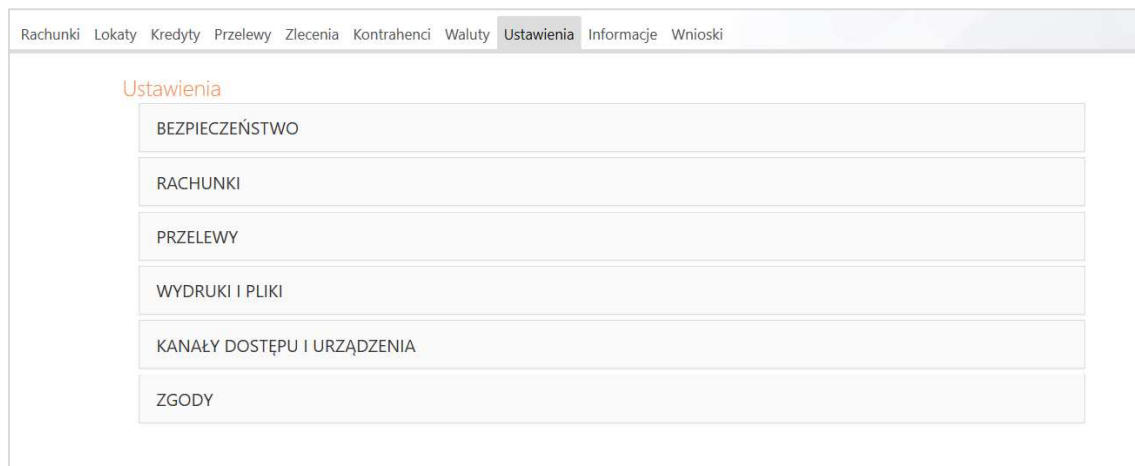 Rachunki Lokaty Kredyty Przelewy Zlecenia Kontrahenci Waluty Ustawienia Informacje Wnioski
Ustawienia
BEZPIECZEŃSTWO
RACHUNKI
PRZELEWY
WYDRUKI I PLIKI
KANAŁY DOSTĘPU I URZĄDZENIA
ZGODY